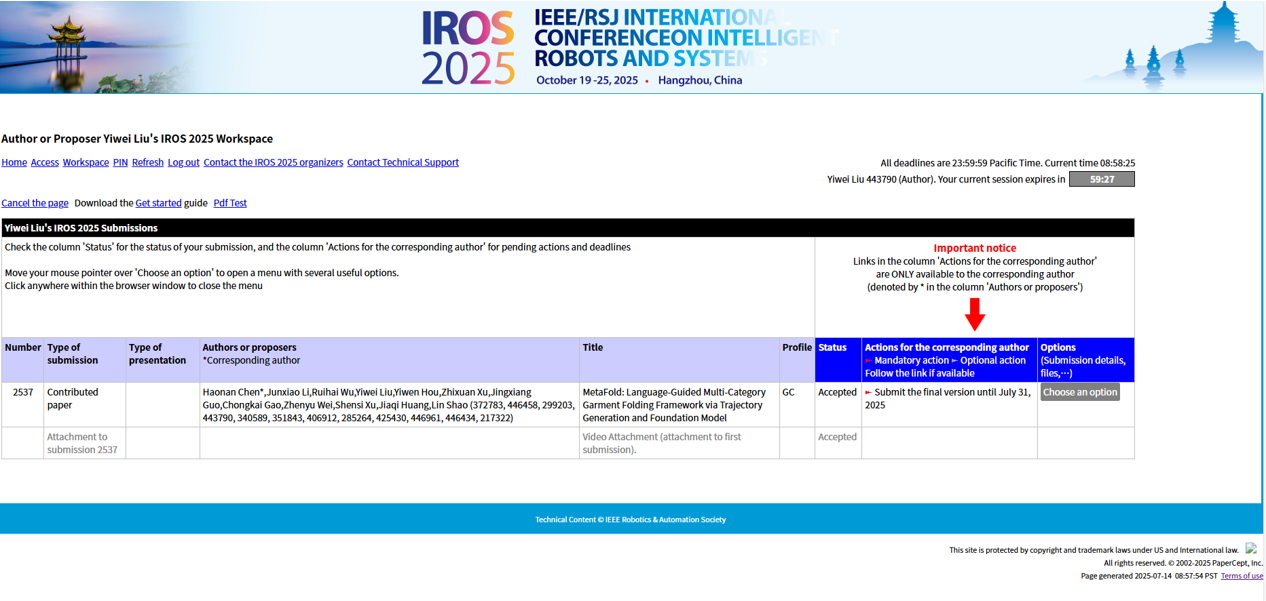 IROS
2025
IEEE/RSJ INTERNATIONAL
CONFERENCEON INTELLIGENT
ROBOTS AND SYSTEMS
October 19 -25, 2025 • Hangzhou, China
Author or Proposer Yiwei Liu's IROS 2025 Workspace
Home Access Workspace PIN Refresh Log out Contact the IROS 2025 organizers Contact Technical Support
All deadlines are 23:59:59 Pacific Time. Current time 08:58:25
Yiwei Liu 443790 (Author). Your current session expires in 59:27
Cancel the page Download the Get started guide Pdf Test
Yiwei Liu's IROS 2025 Submissions
Check the column 'Status' for the status of your submission, and the column 'Actions for the corresponding author' for pending actions and deadlines
Move your mouse pointer over 'Choose an option' to open a menu with several useful options.
Click anywhere within the browser window to close the menu
Important notice
Links in the column 'Actions for the corresponding author'
are ONLY available to the corresponding author
(denoted by * in the column 'Authors or proposers')
Number
Type of
submission
Type of
presentation
Authors or proposers
*Corresponding author
Title
Profile
Status
Actions for the corresponding author
► Mandatory action ► Optional action
Follow the link if available
Options
(Submission details,
files,···)
2537
Contributed
paper
Haonan Chen*,Junxiao Li,Ruihai Wu,Yiwei Liu,Yiwen Hou,Zhixuan Xu,Jingxiang
Guo,Chongkai Gao,Zhenyu Wei,Shensi Xu,Jiaqi Huang,Lin Shao (372783, 446458, 299203,
443790, 340589, 351843, 406912, 285264, 425430, 446961, 446434, 217322)
MetaFold: Language-Guided Multi-Category
Garment Folding Framework via Trajectory
Generation and Foundation Model
GC
Accepted
► Submit the final version until July 31,
2025
Choose an option
Attachment to
submission 2537
Video Attachment (attachment to first
submission).
Accepted
Technical Content © IEEE Robotics & Automation Society
This site is protected by copyright and trademark laws under US and International law.
All rights reserved. © 2002-2025 PaperCept, Inc.
Page generated 2025-07-14 08:57:54 PST Terms of use